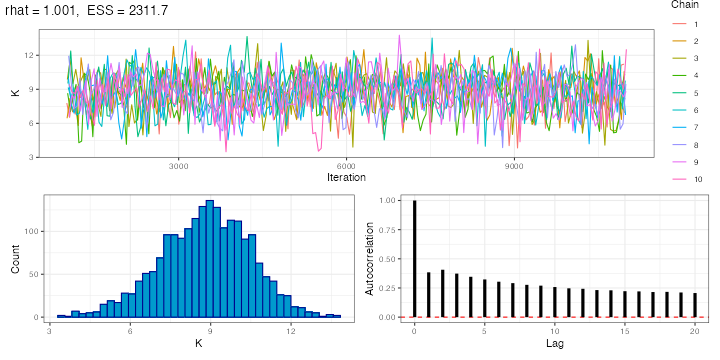 rhat = 1.001,  ESS = 2311.7
Chain
1
2
3
4
5
6
7
8
9
10
K
12
9
6
3
3000 6000 9000
Iteration
Count
100
50
0
3 6 9 12
K
Autocorrelation
1.00
0.75
0.50
0.25
0.00
0 5 10 15 20
Lag